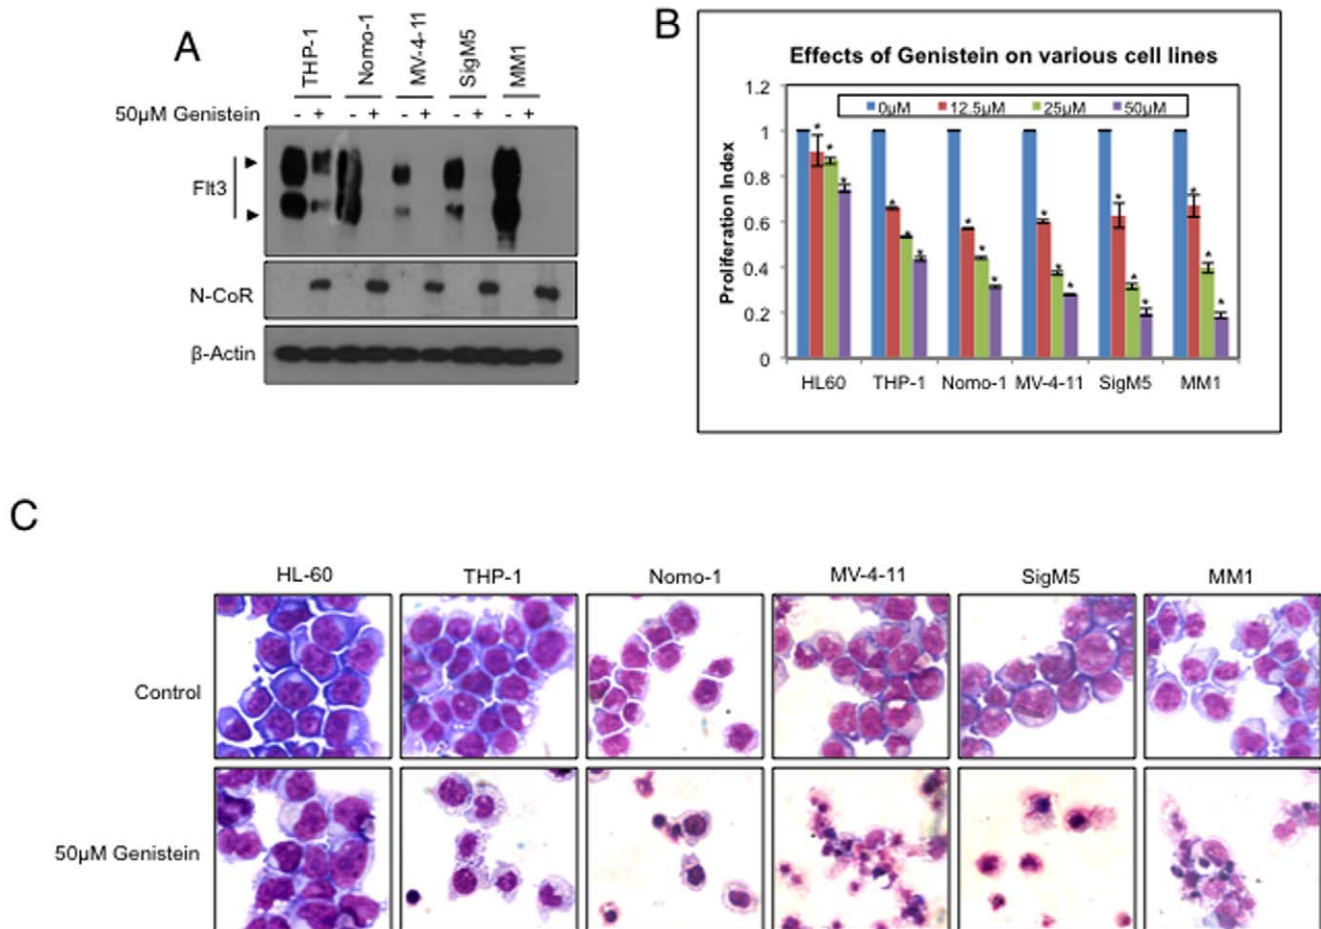 A
THP-1 Nomo-1 MV-4-11 SigM5 MM1
50µM Genistein - + - + - + - + - +
Flt3
N-CoR
β-Actin
B
Effects of Genistein on various cell lines
0µM 12.5µM 25µM 50µM
Proliferation Index
1.2
1
0.8
0.6
0.4
0.2
0
* * *
* * *
* * *
* * *
* * *
* * *
HL60 THP-1 Nomo-1 MV-4-11 SigM5 MM1
C
HL-60 THP-1 Nomo-1 MV-4-11 SigM5 MM1
Control
50µM Genistein